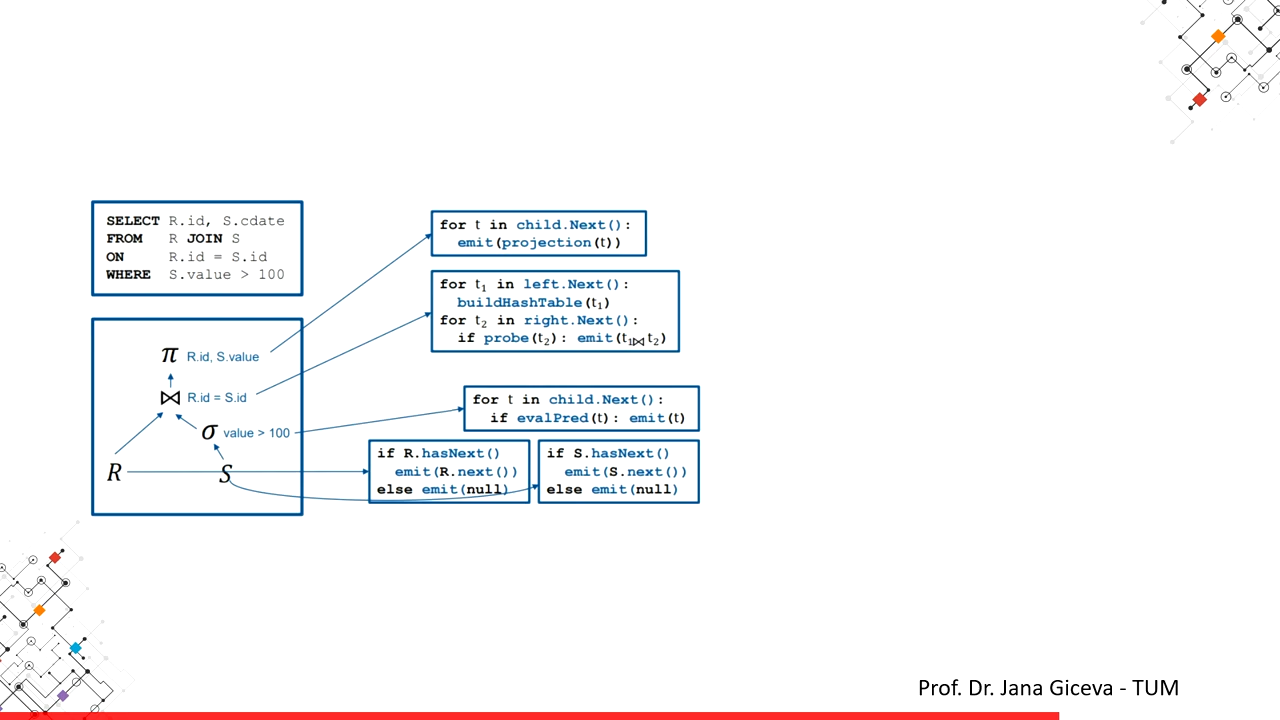 SELECT R.id, S.cdate
FROM R JOIN S
ON R.id = S.id
WHERE S.value > 100
π R.id, S.value
⋈ R.id = S.id
σ value > 100
R
S
for t in child.Next():
emit(projection(t))
for t₁ in left.Next():
buildHashTable(t₁)
for t₂ in right.Next():
if probe(t₂): emit(t₁⋈t₂)
for t in child.Next():
if evalPred(t): emit(t)
if R.hasNext()
emit(R.next())
else emit(null)
if S.hasNext()
emit(S.next())
else emit(null)
Prof. Dr. Jana Giceva - TUM